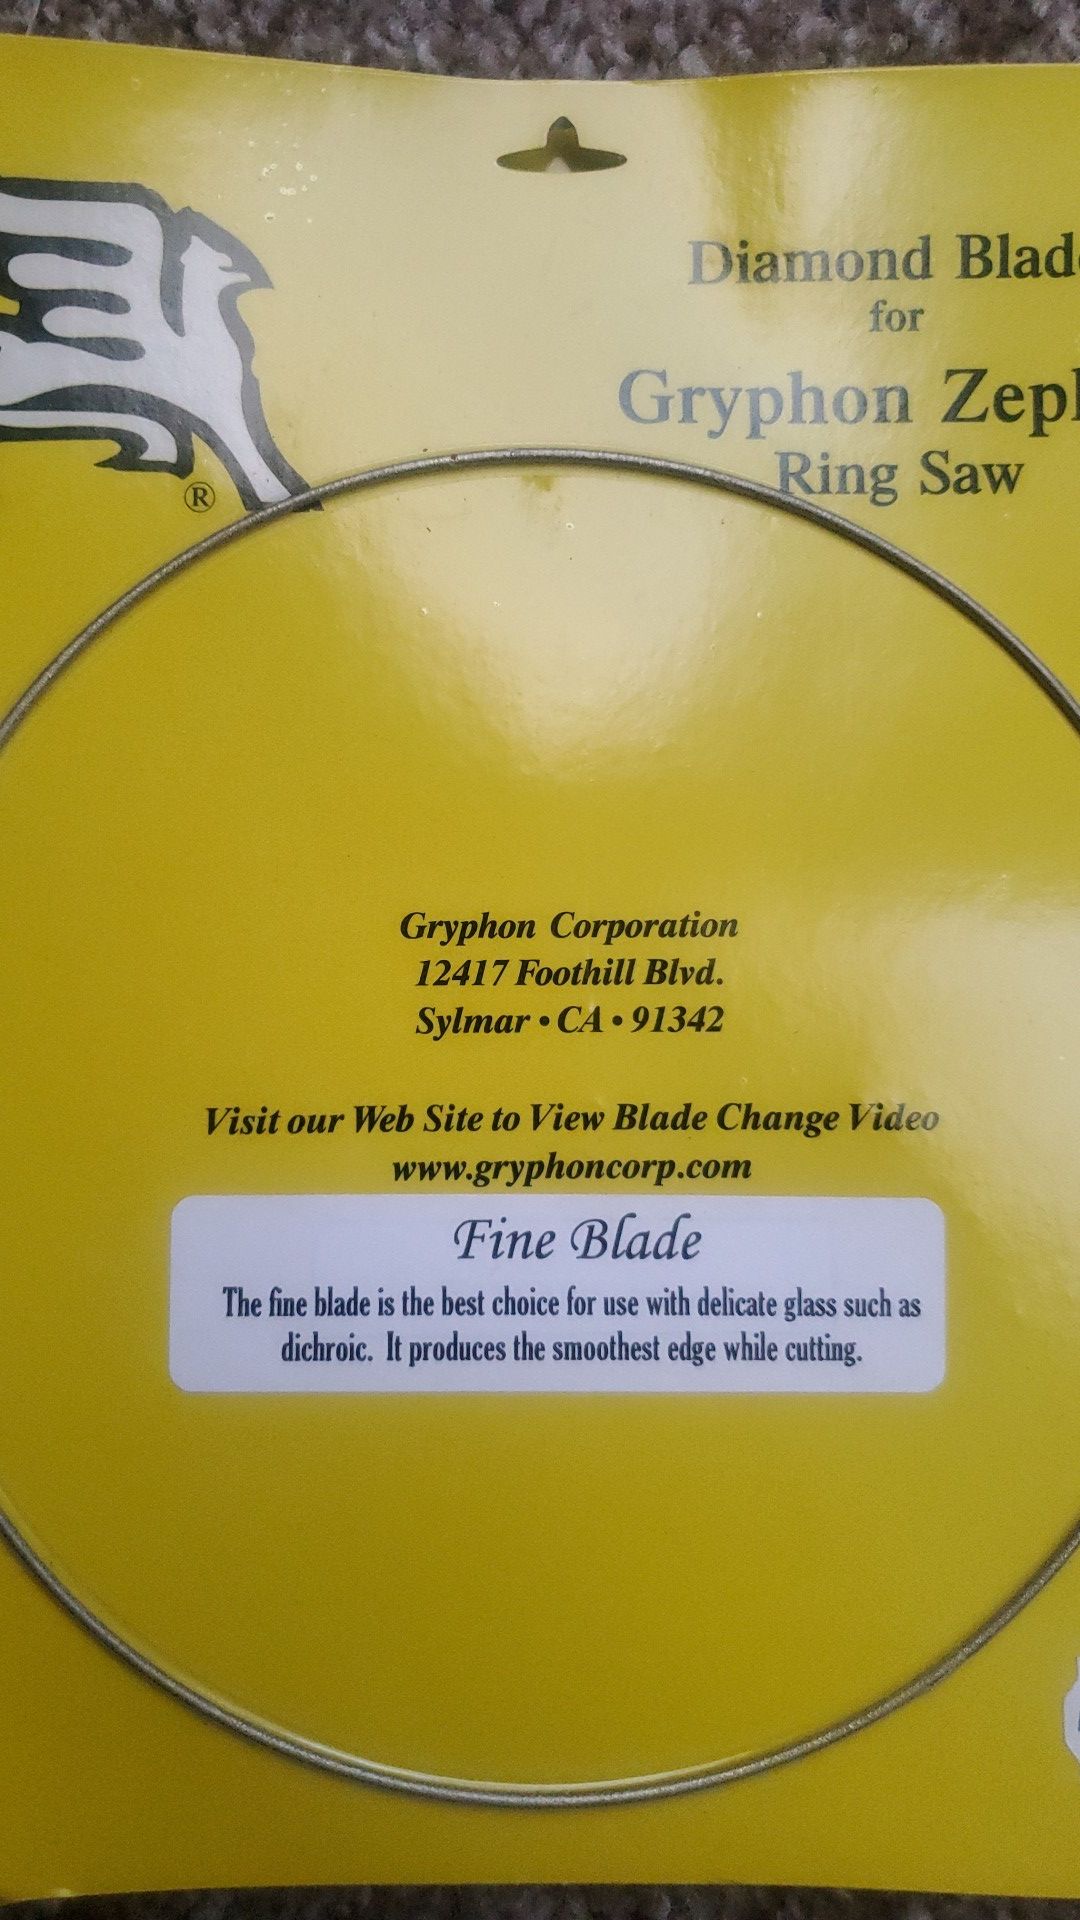 Diamond Blad
for
Gryphon Zep
Ring Saw
®
Gryphon Corporation
12417 Foothill Blvd.
Sylmar • CA • 91342
Visit our Web Site to View Blade Change Video
www.gryphoncorp.com
Fine Blade
The fine blade is the best choice for use with delicate glass such as
dichroic. It produces the smoothest edge while cutting.